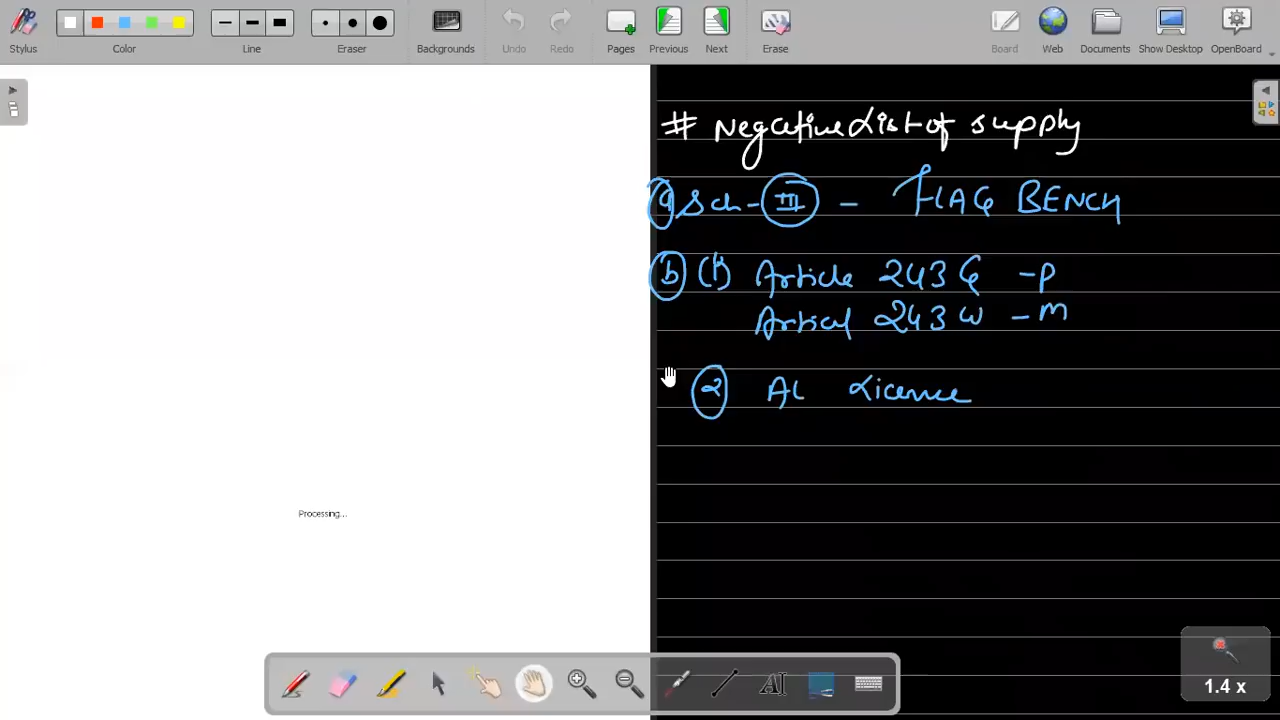 Stylus Color Line Eraser Backgrounds Undo Redo Pages Previous Next Erase Board Web Documents Show Desktop OpenBoard
# Negative List of supply
a Sch - III - FLAG BENCH
b (1) Article 243 G - P
Artical 243 W - M
2 AL Licence
Processing...
1.4 x